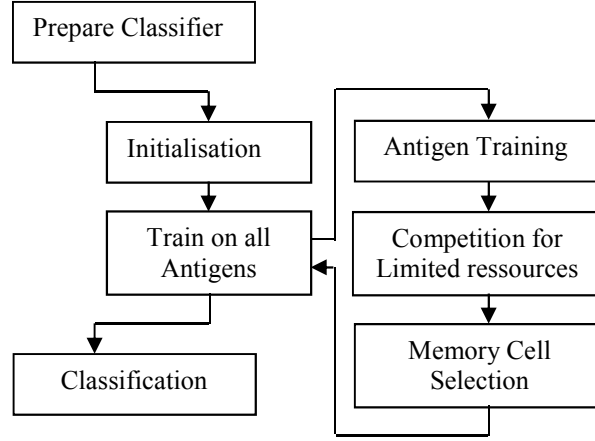 Prepare Classifier
Initialisation
Train on all
Antigens
Classification
Antigen Training
Competition for
Limited ressources
Memory Cell
Selection